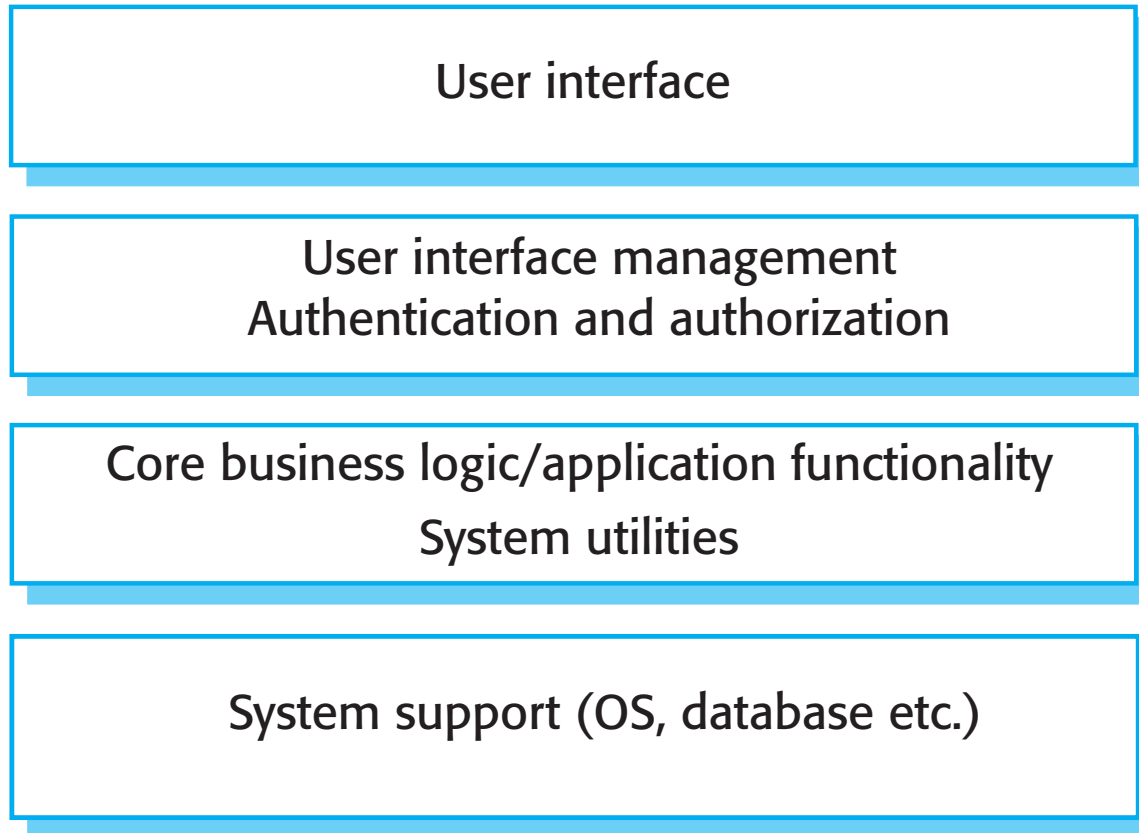 User interface
User interface management
Authentication and authorization
Core business logic/application functionality
System utilities
System support (OS, database etc.)